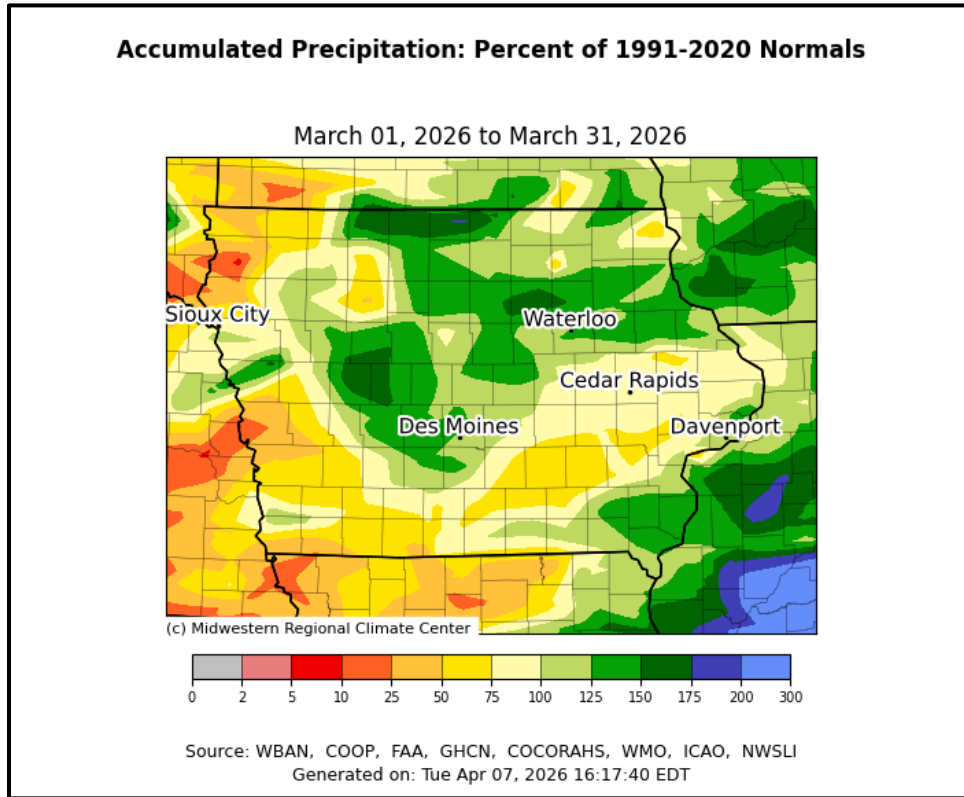 Accumulated Precipitation: Percent of 1991-2020 Normals
March 01, 2026 to March 31, 2026
Sioux City
Waterloo
Cedar Rapids
Des Moines
Davenport
(c) Midwestern Regional Climate Center
0 2 5 10 25 50 75 100 125 150 175 200 300
Source: WBAN, COOP, FAA, GHCN, COCORAHS, WMO, ICAO, NWSLI
Generated on: Tue Apr 07, 2026 16:17:40 EDT